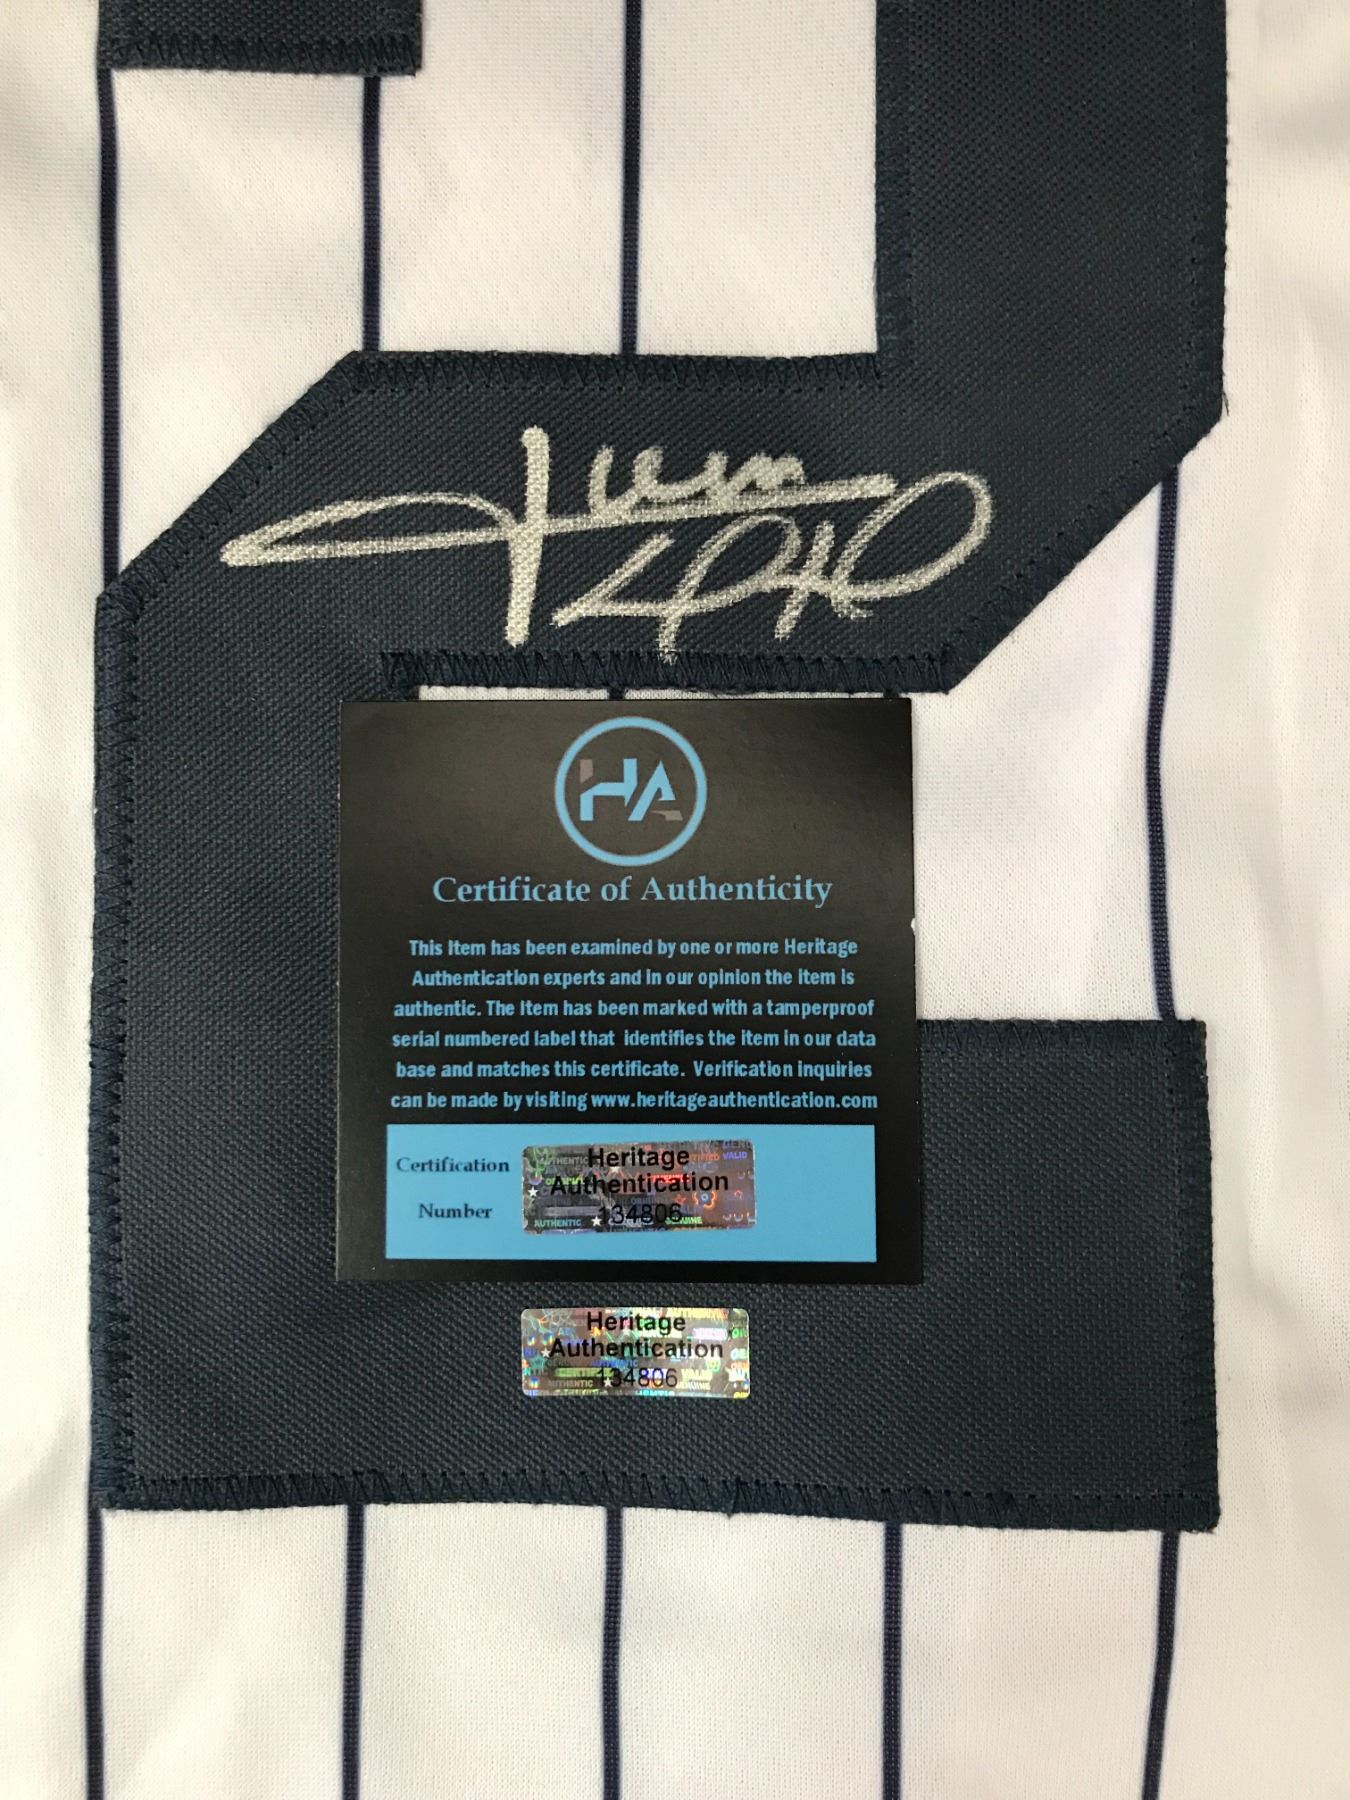 Juan
Soto
HA
Certificate of Authenticity
This Item has been examined by one or more Heritage
Authentication experts and in our opinion the item is
authentic. The Item has been marked with a tamperproof
serial numbered label that identifies the item in our data
base and matches this certificate. Verification inquiries
can be made by visiting www.heritageauthentication.com
Certification
Number
Heritage
Authentication
134806
Heritage
Authentication
134806